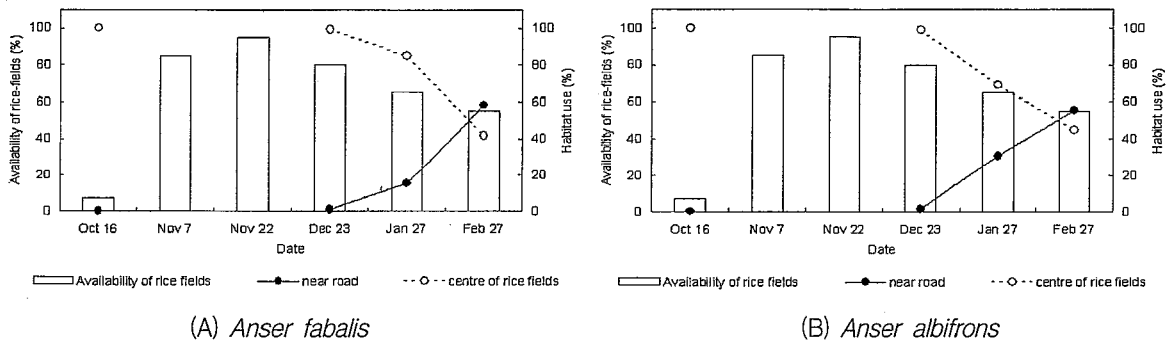 100
80
60
40
20
0
Availability of rice-fields (%)
100
80
60
40
20
0
Habitat use (%)
Oct 16 Nov 7 Nov 22 Dec 23 Jan 27 Feb 27
Date
Availability of rice fields near road centre of rice fields
(A) Anser fabalis
100
80
60
40
20
0
Availability of rice-fields (%)
100
80
60
40
20
0
Habitat use (%)
Oct 16 Nov 7 Nov 22 Dec 23 Jan 27 Feb 27
Date
Availability of rice fields near road centre of rice fields
(B) Anser albifrons